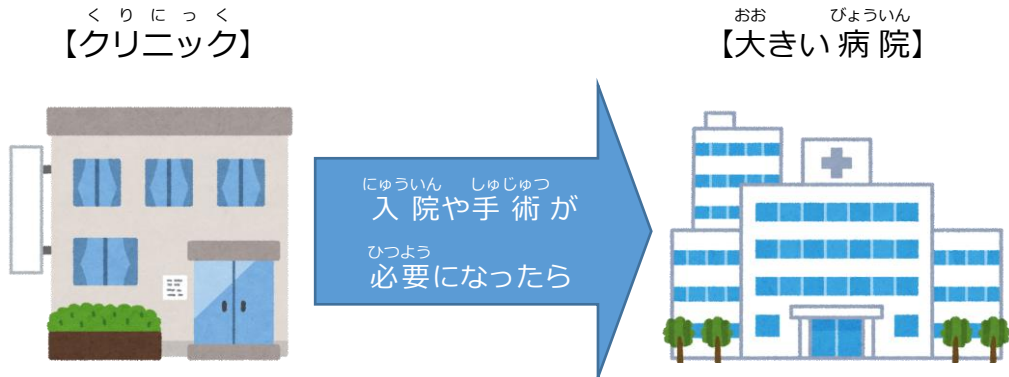 くりにっく
【クリニック】
おお びょういん
【大きい病院】
にゅういん しゅじゅつ
入院や手術が
ひつよう
必要になったら